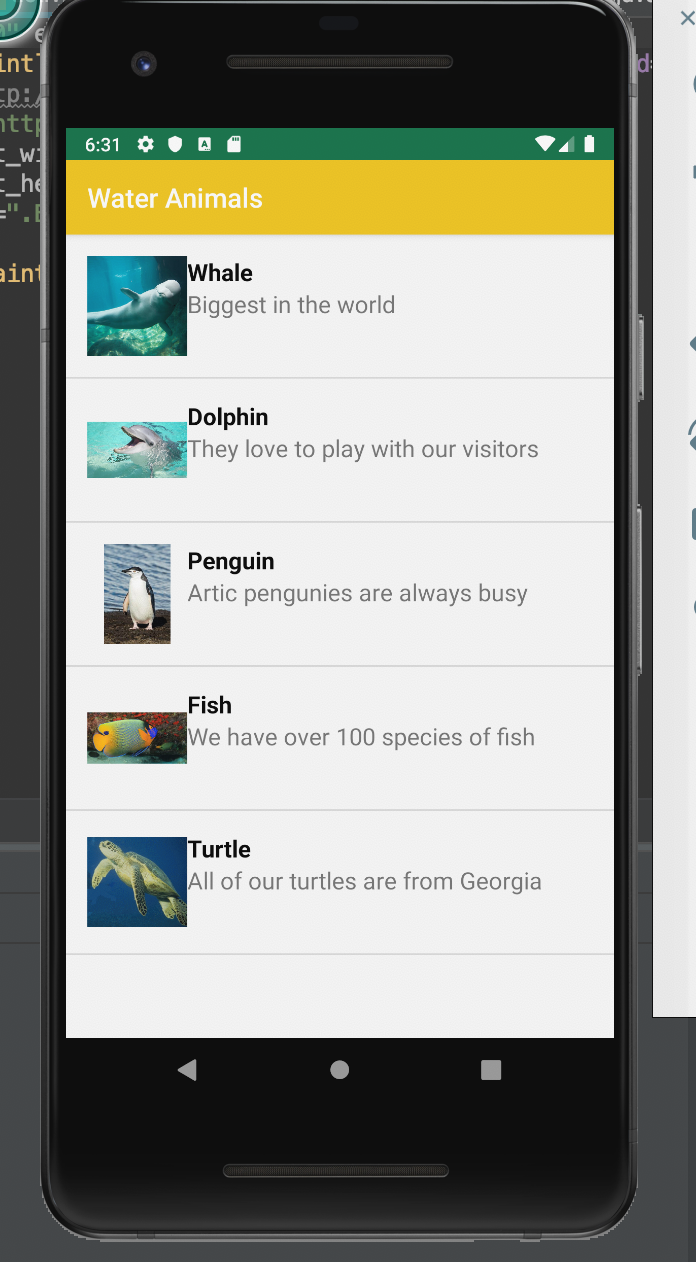 6:31
Water Animals
Whale
Biggest in the world
Dolphin
They love to play with our visitors
Penguin
Artic pengunies are always busy
Fish
We have over 100 species of fish
Turtle
All of our turtles are from Georgia